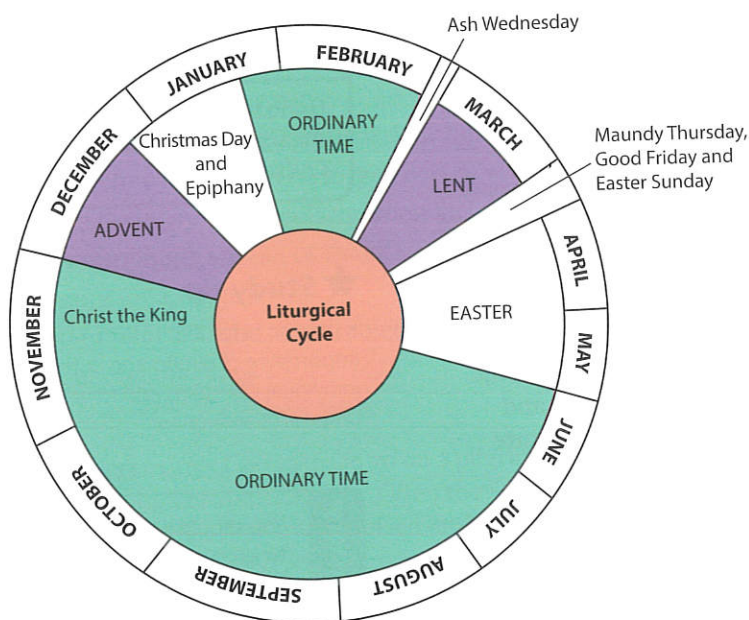 Ash Wednesday
JANUARY
FEBRUARY
MARCH
Maundy Thursday,
Good Friday and
Easter Sunday
DECEMBER
Christmas Day
and
Epiphany
ORDINARY
TIME
LENT
ADVENT
APRIL
Christ the King
Liturgical
Cycle
EASTER
NOVEMBER
MAY
ORDINARY TIME
JUNE
OCTOBER
JULY
SEPTEMBER
AUGUST